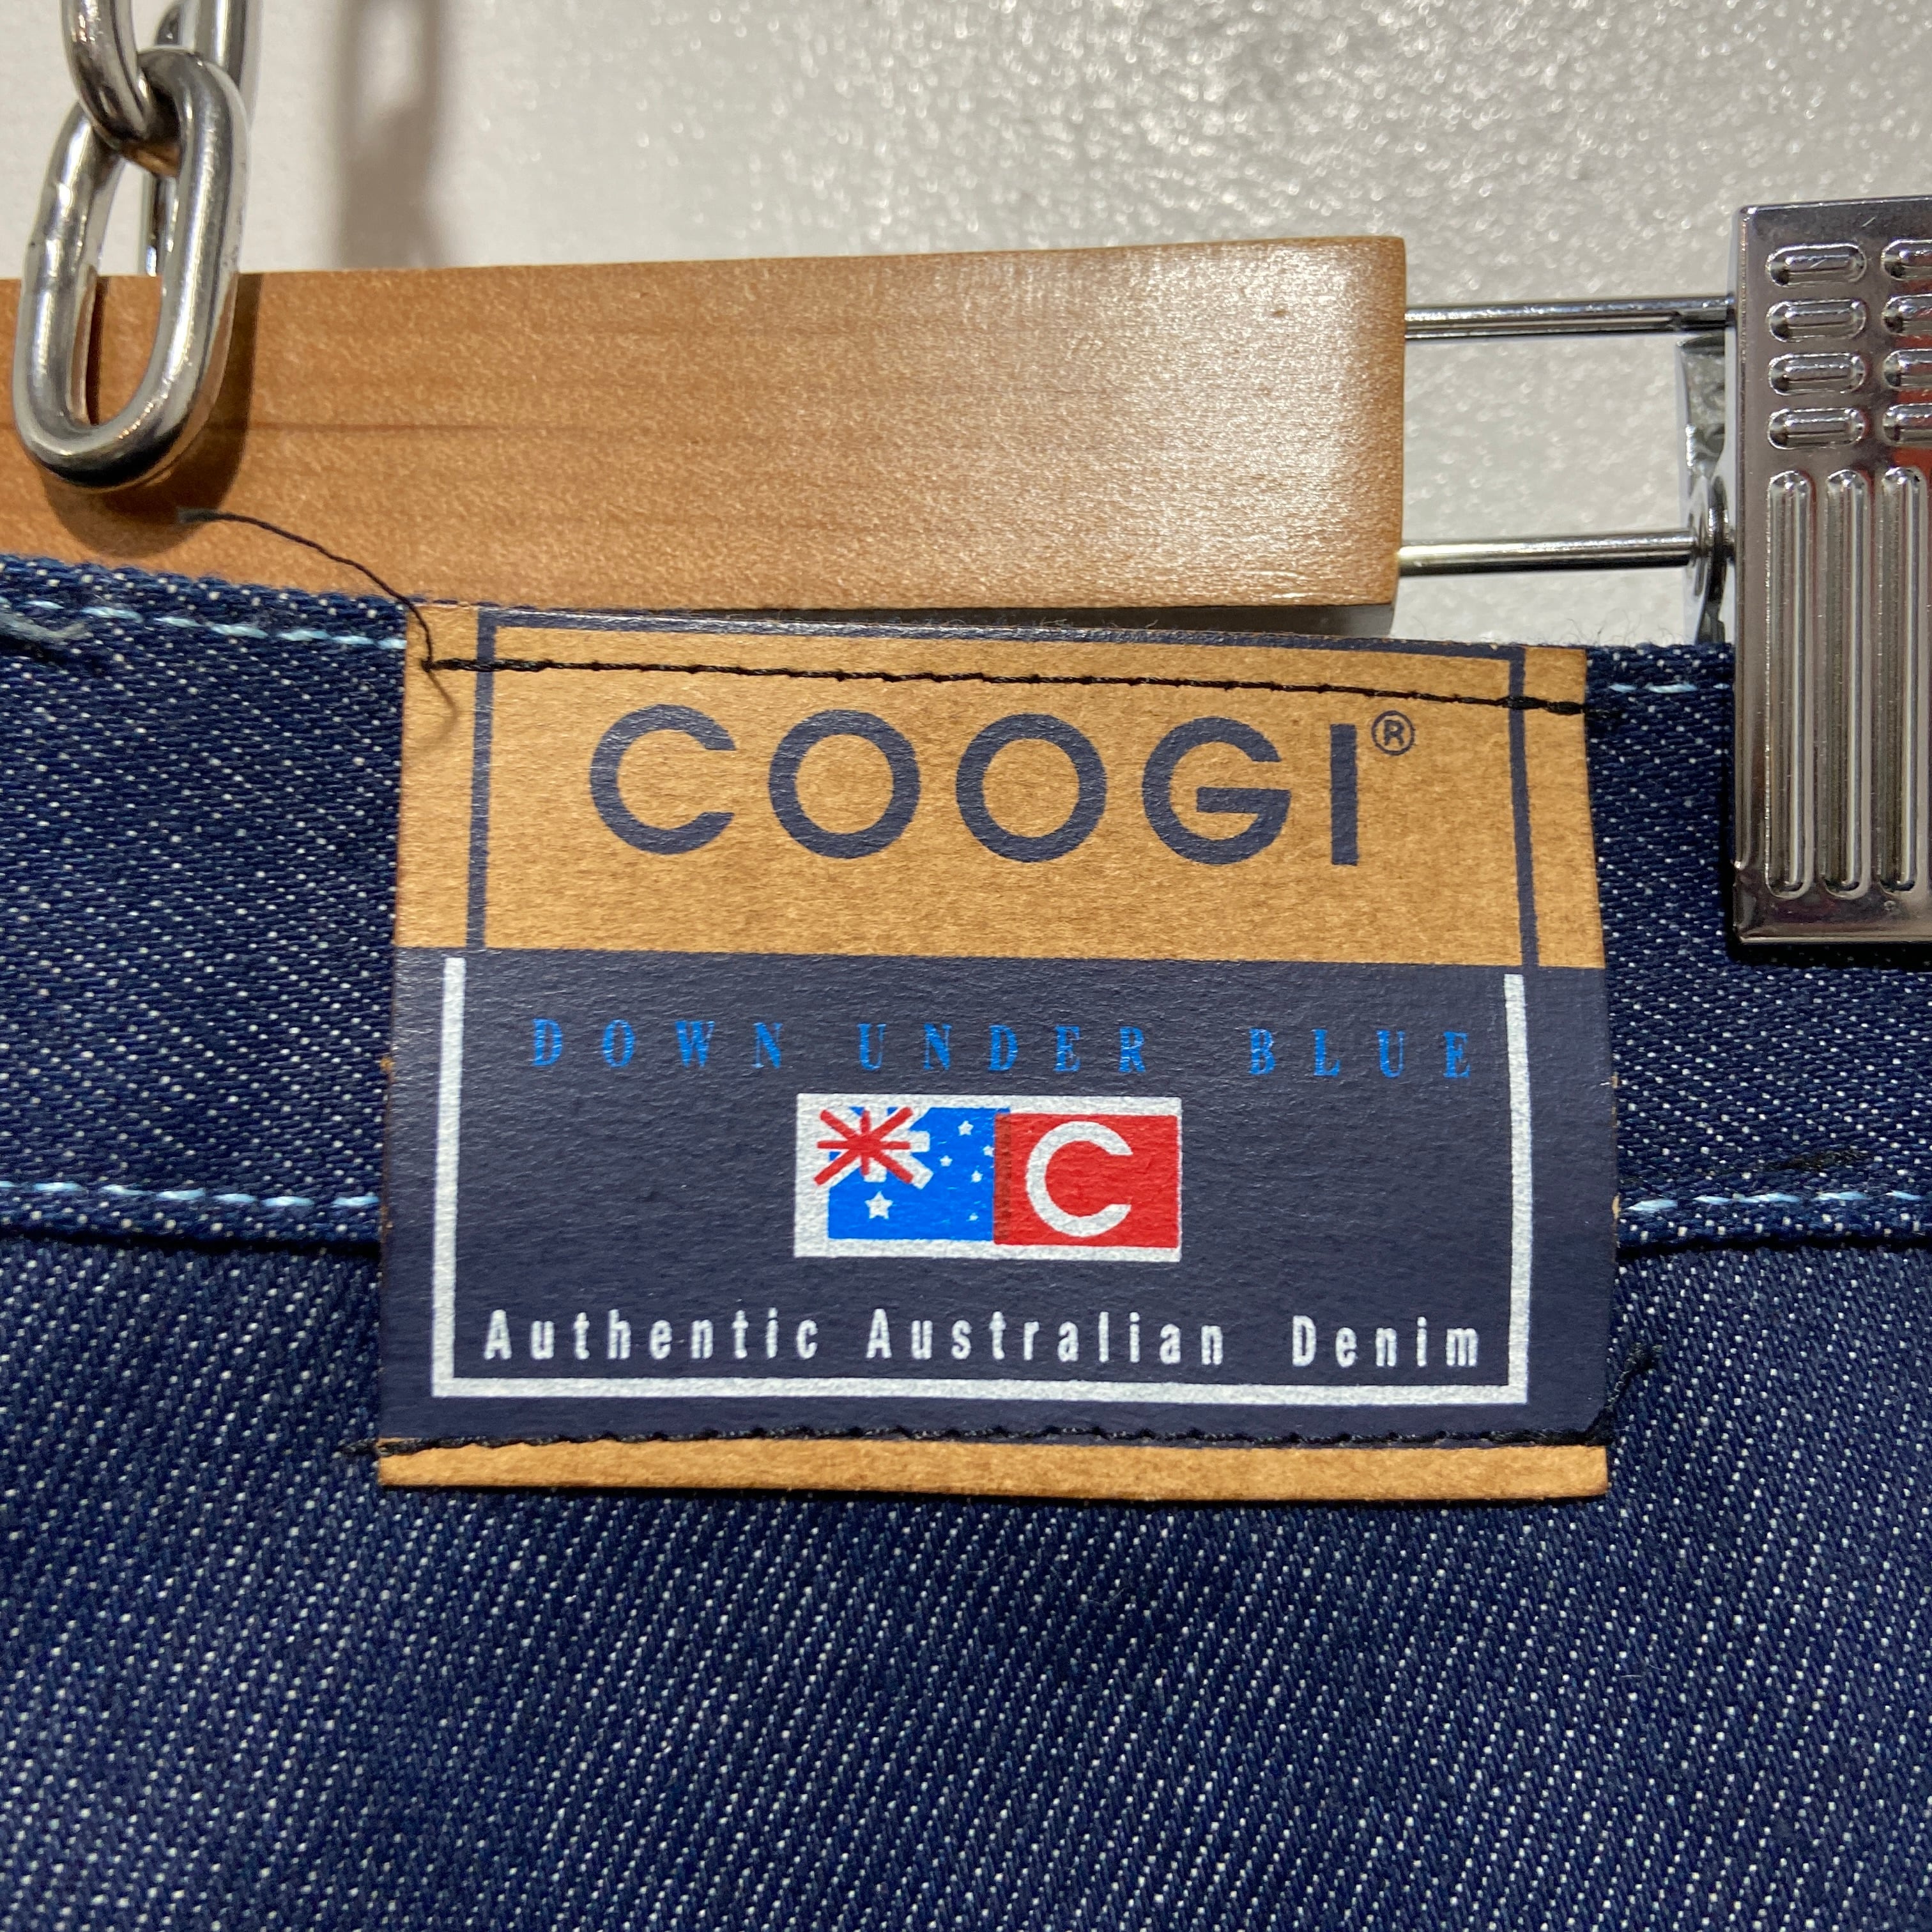 COOGI®
DOWN UNDER BLUE
C
Authentic Australian Denim